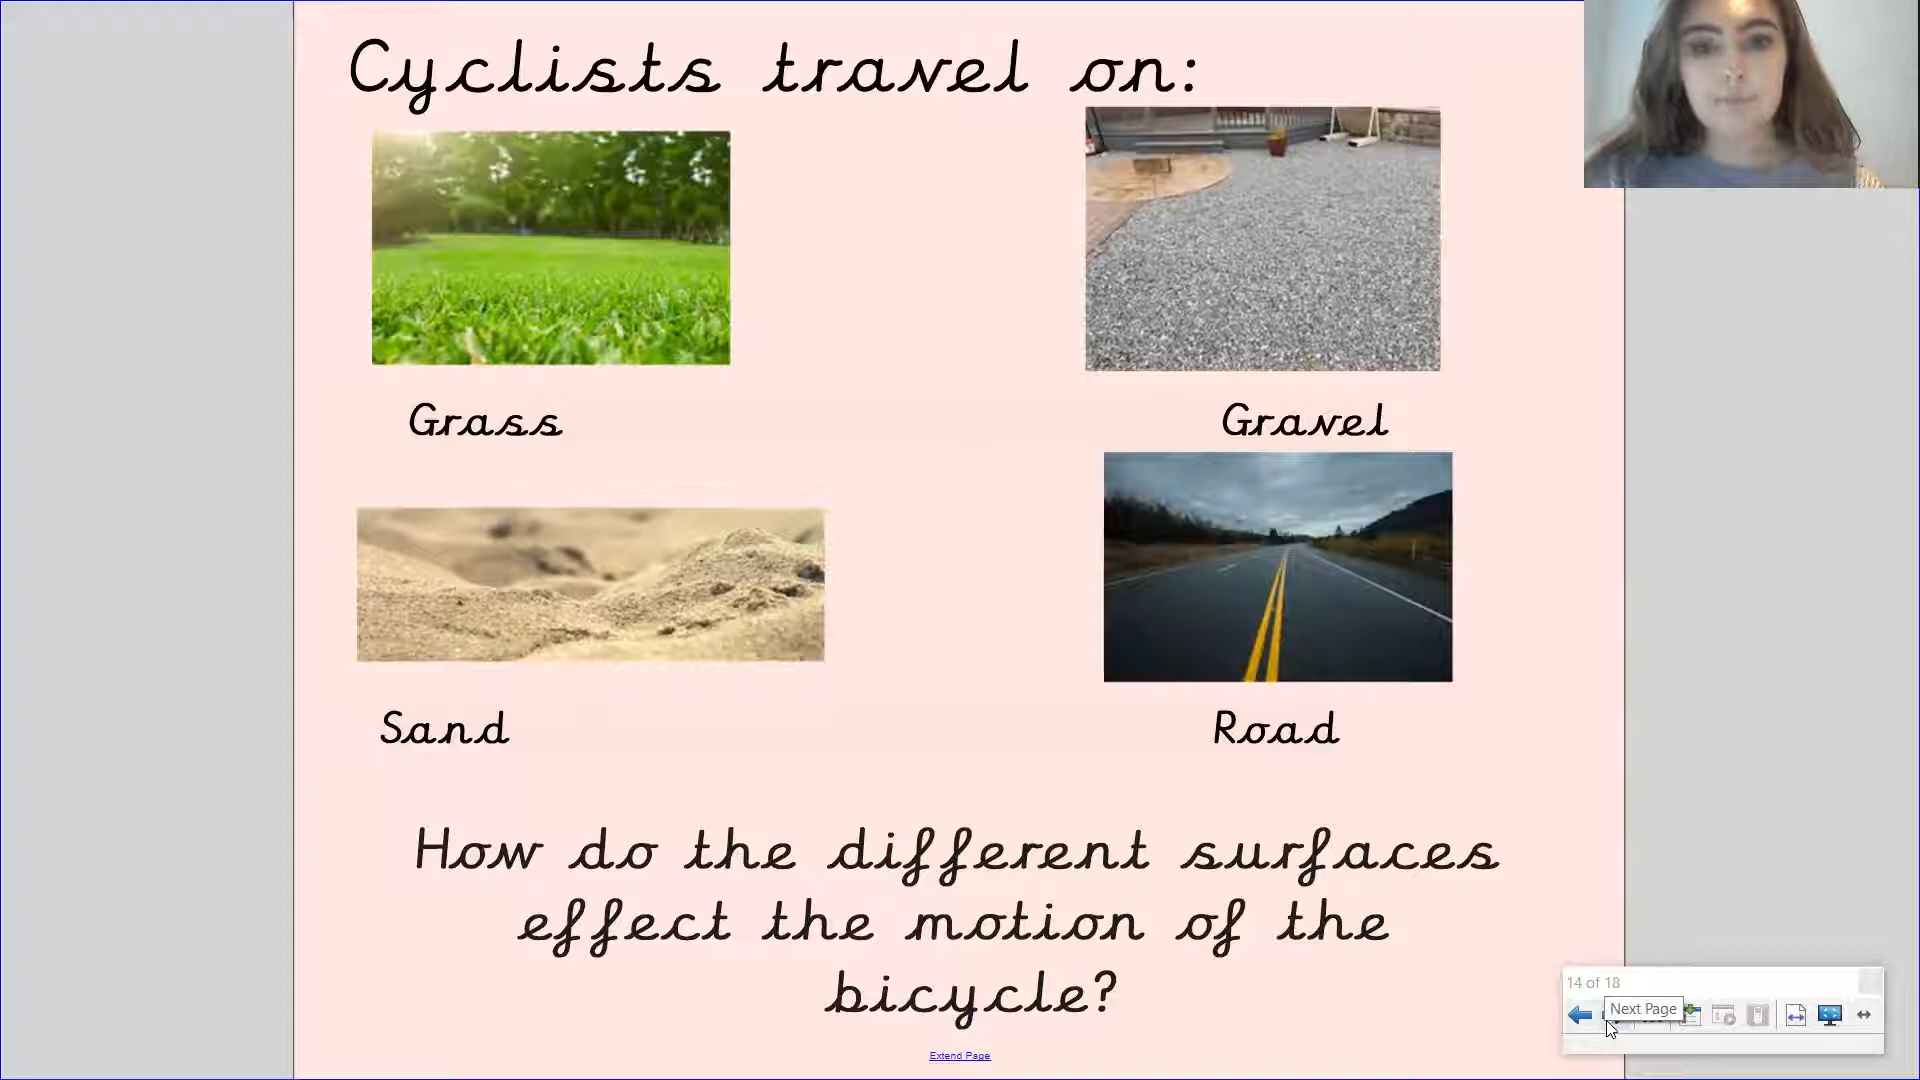 Cyclists travel on:
Grass
Gravel
Sand
Road
How do the different surfaces
effect the motion of the
bicycle?
Extend Page
14 of 18
Next Page